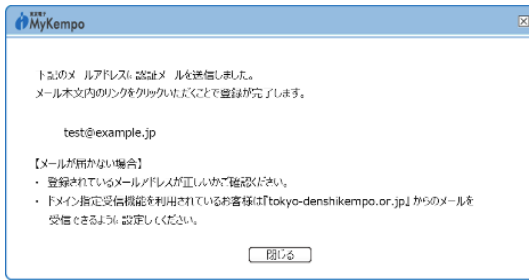 MyKempo
下記のメールアドレスに認証メールを送信しました。
メール本文内のリンクをクリックいただくことで登録が完了します。
test@example.jp
【メールが届かない場合】
・ 登録されているメールアドレスが正しいかご確認ください。
・ ドメイン指定受信機能を利用されているお客様は『tokyo-denshikempo.or.jp』からのメールを
受信できるように設定してください。
閉じる